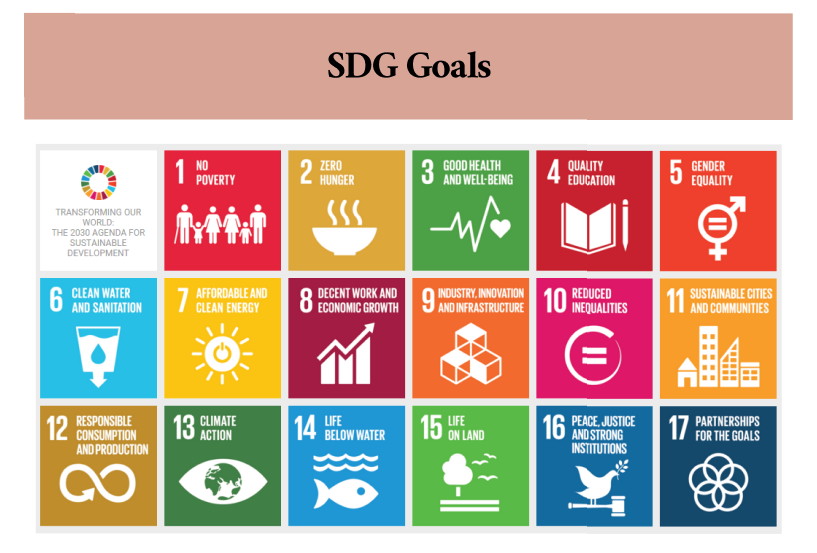 SDG Goals
TRANSFORMING OUR
WORLD:
THE 2030 AGENDA FOR
SUSTAINABLE
DEVELOPMENT
1 NO
POVERTY
2 ZERO
HUNGER
3 GOOD HEALTH
AND WELL-BEING
4 QUALITY
EDUCATION
5 GENDER
EQUALITY
6 CLEAN WATER
AND SANITATION
7 AFFORDABLE AND
CLEAN ENERGY
8 DECENT WORK AND
ECONOMIC GROWTH
9 INDUSTRY, INNOVATION
AND INFRASTRUCTURE
10 REDUCED
INEQUALITIES
11 SUSTAINABLE CITIES
AND COMMUNITIES
12 RESPONSIBLE
CONSUMPTION
AND PRODUCTION
13 CLIMATE
ACTION
14 LIFE
BELOW WATER
15 LIFE
ON LAND
16 PEACE, JUSTICE
AND STRONG
INSTITUTIONS
17 PARTNERSHIPS
FOR THE GOALS